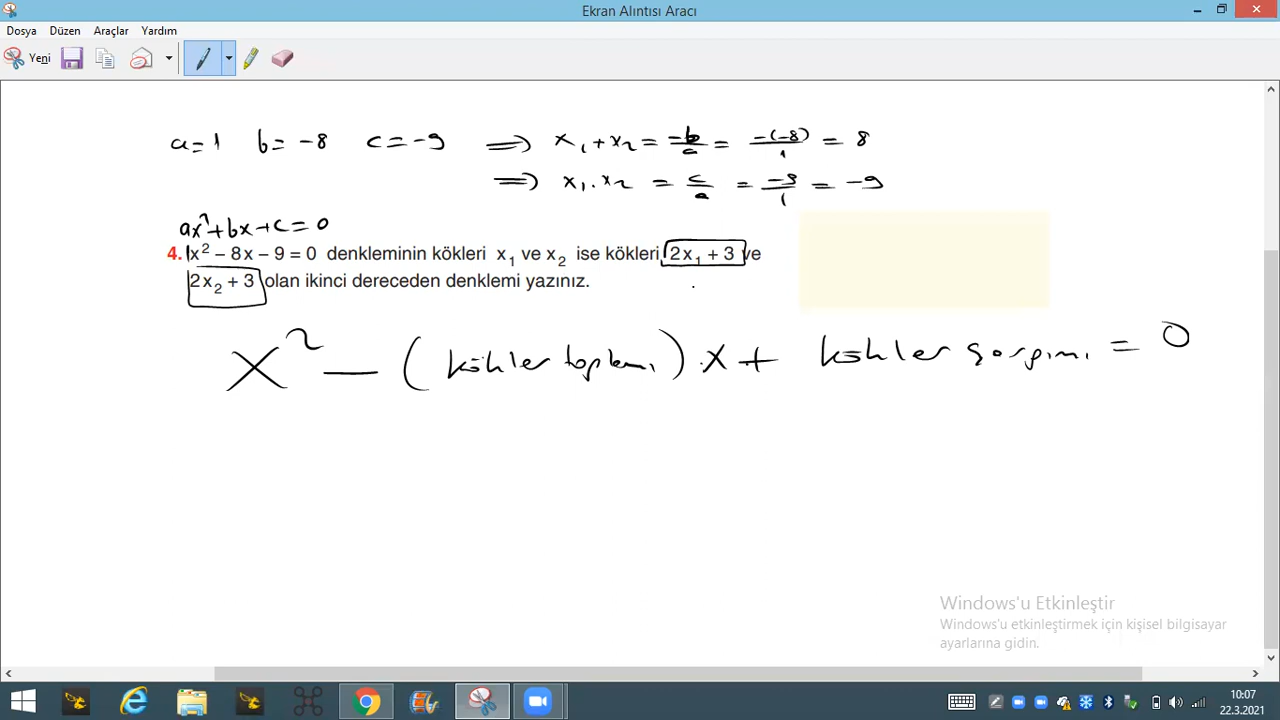 Ekran Alıntısı Aracı
Dosya Düzen Araçlar Yardım
Yeni
a=1 b=-8 c=-9 ⟹ x₁+x₂ = -b/a = -(-8)/1 = 8
⟹ x₁.x₂ = c/a = -9/1 = -9
ax²+bx+c=0
4. 1x² – 8x – 9 = 0 denkleminin kökleri x₁ ve x₂ ise kökleri 2x₁ + 3 ve
2x₂ + 3 olan ikinci dereceden denklemi yazınız.
x² – (kökler toplamı).x + kökler çarpımı = 0
Windows'u Etkinleştir
Windows'u etkinleştirmek için kişisel bilgisayar
ayarlarına gidin.
10:07
22.3.2021